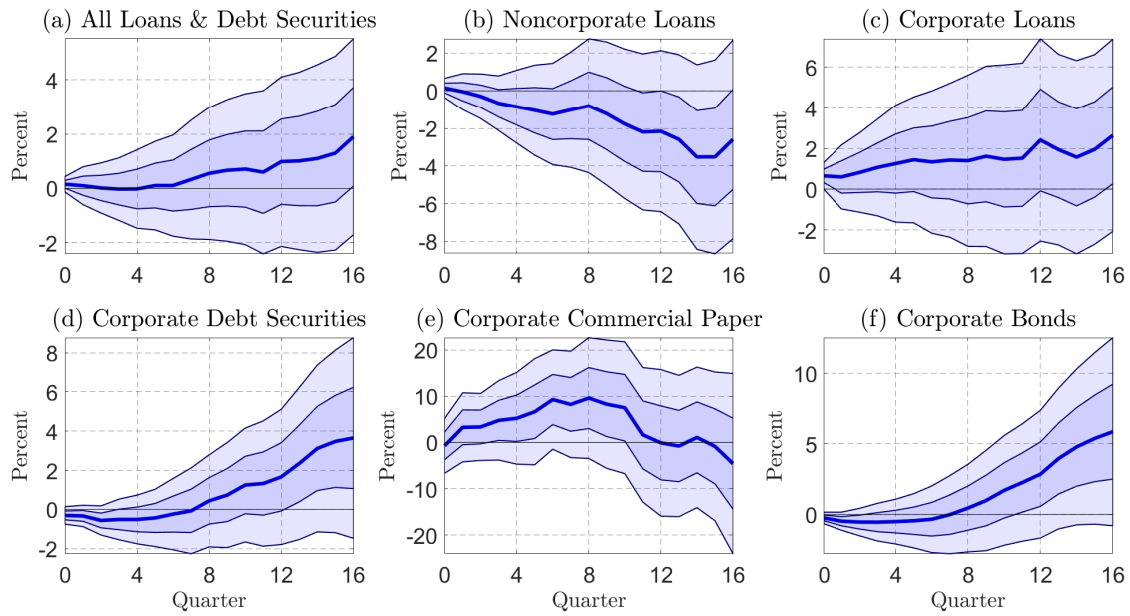 (a) All Loans & Debt Securities
Percent
4
2
0
-2
0 4 8 12 16
(b) Noncorporate Loans
Percent
2
0
-2
-4
-6
-8
0 4 8 12 16
(c) Corporate Loans
Percent
6
4
2
0
-2
0 4 8 12 16
(d) Corporate Debt Securities
Percent
8
6
4
2
0
-2
0 4 8 12 16
Quarter
(e) Corporate Commercial Paper
Percent
20
10
0
-10
-20
0 4 8 12 16
Quarter
(f) Corporate Bonds
Percent
10
5
0
0 4 8 12 16
Quarter